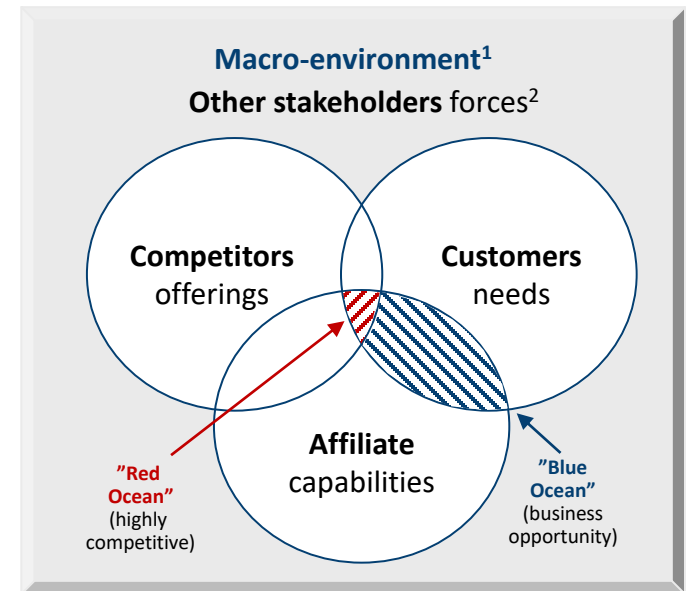 Macro-environment¹
Other stakeholders forces²
Competitors
offerings
Customers
needs
Affiliate
capabilities
”Red
Ocean”
(highly
competitive)
”Blue
Ocean”
(business
opportunity)